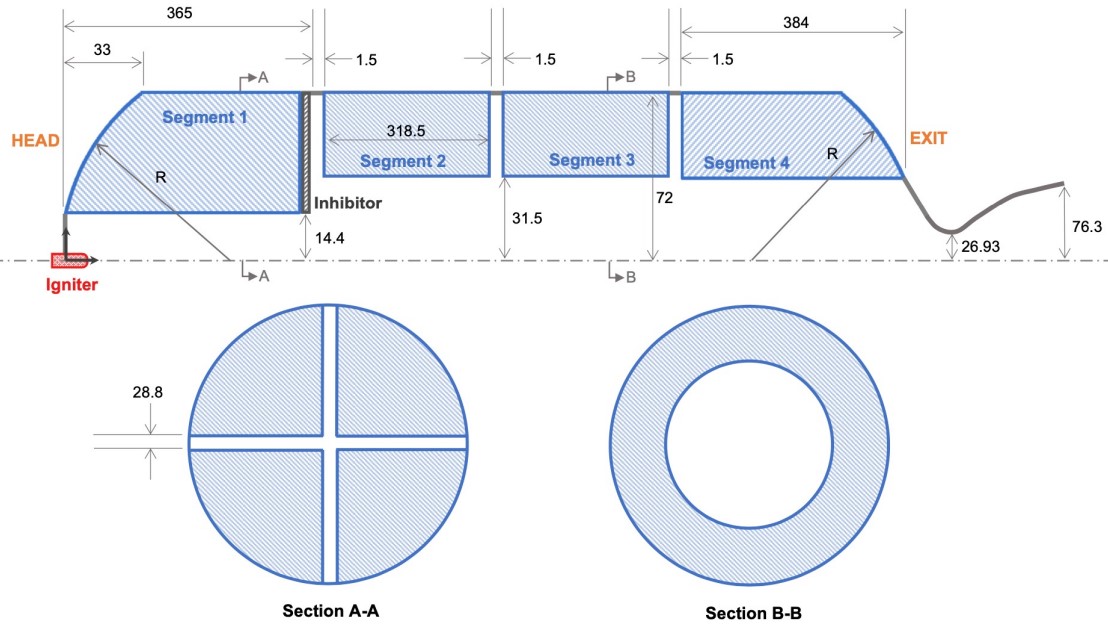 365
384
33
1.5
1.5
1.5
A
B
Segment 1
HEAD
EXIT
318.5
Segment 2
Segment 3
Segment 4
R
R
72
Inhibitor
14.4
31.5
26.93
76.3
A
B
Igniter
28.8
Section A-A
Section B-B